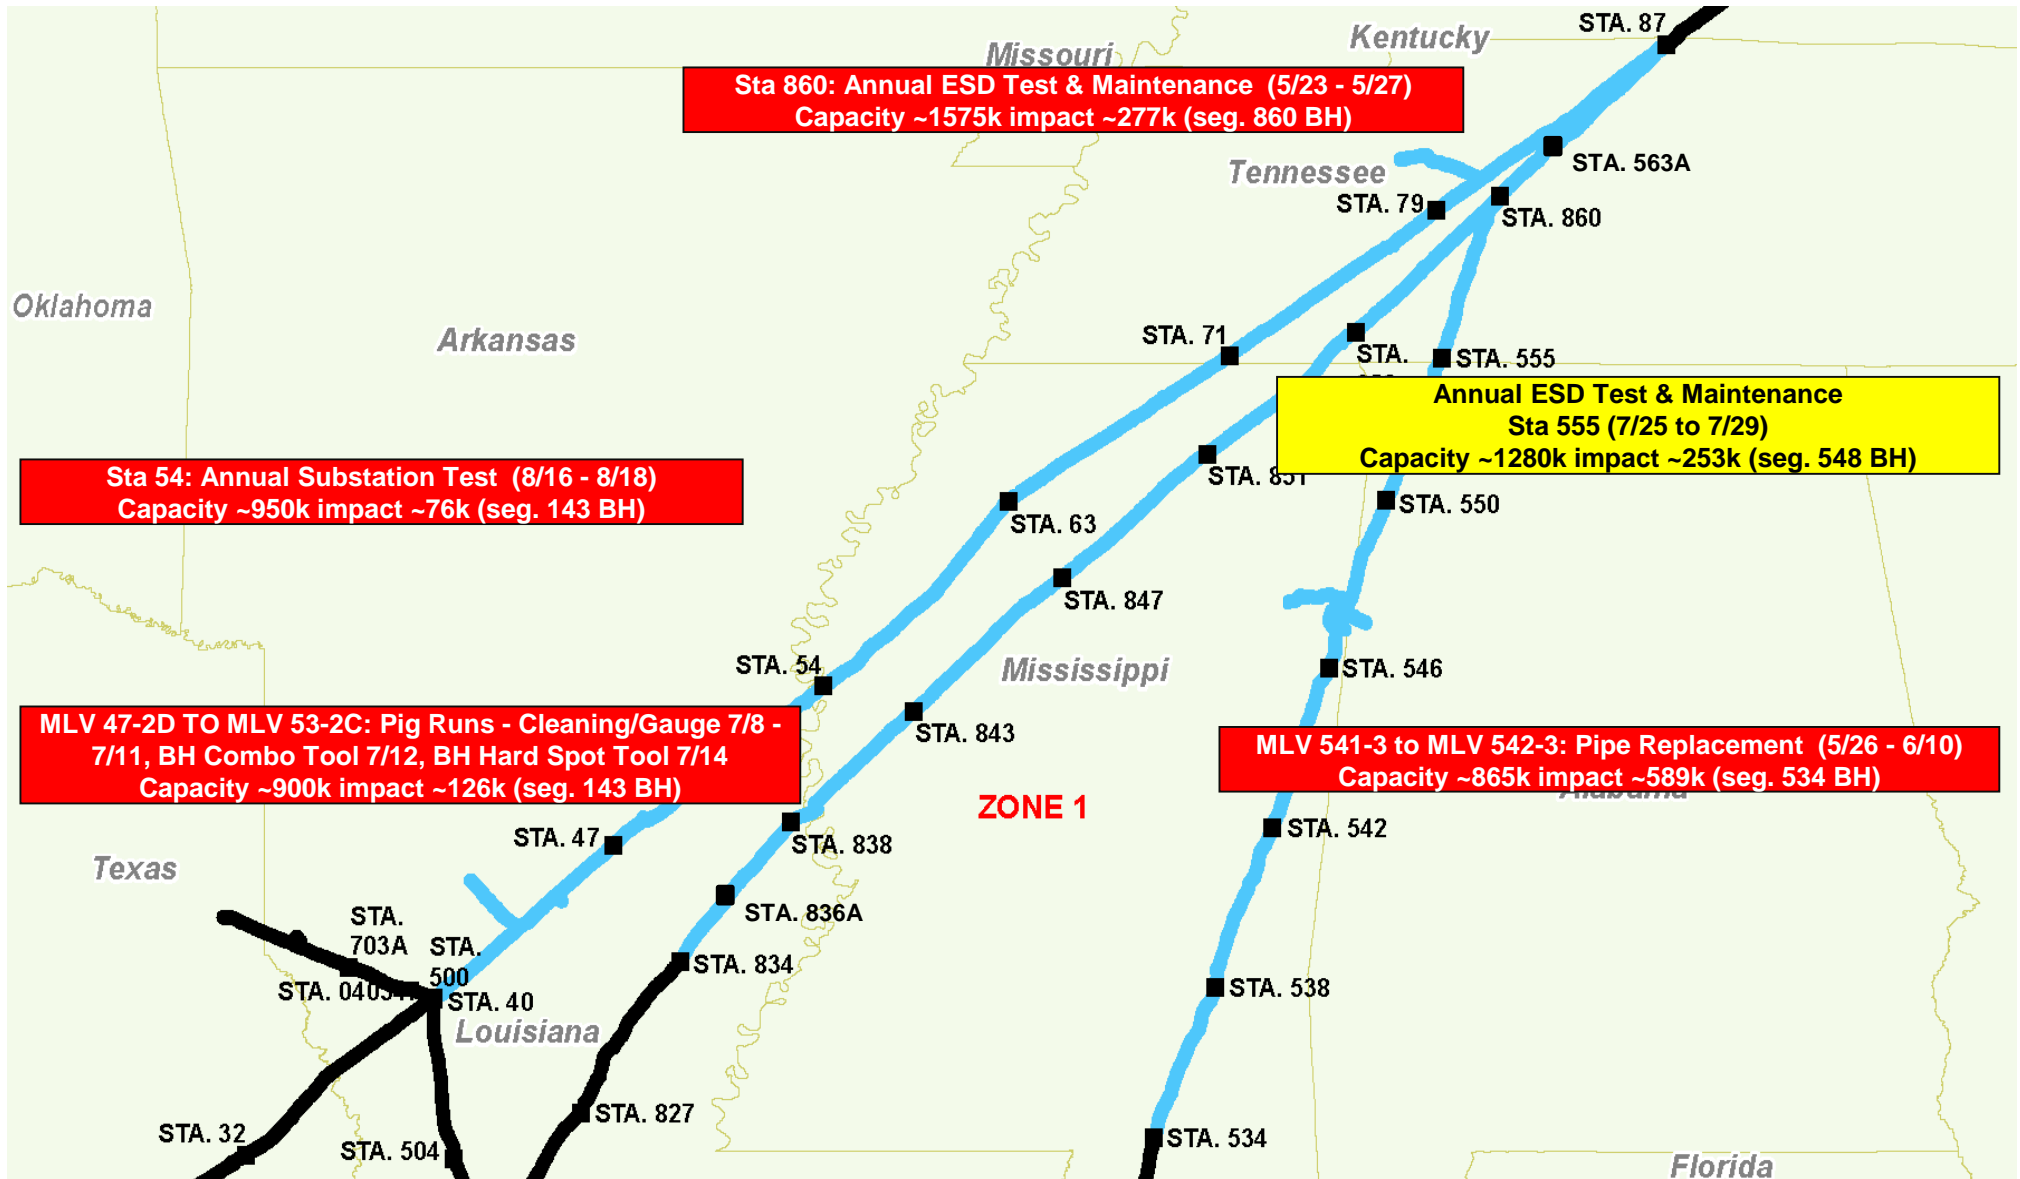 STA. 87
Kentucky
Missouri
Sta 860: Annual ESD Test & Maintenance (5/23 - 5/27)
Capacity ~1575k impact ~277k (seg. 860 BH)
STA. 563A
Tennessee
STA. 79
STA. 860
Oklahoma
Arkansas
STA. 71
STA.
STA. 555
Annual ESD Test & Maintenance
Sta 555 (7/25 to 7/29)
Capacity ~1280k impact ~253k (seg. 548 BH)
Sta 54: Annual Substation Test (8/16 - 8/18)
Capacity ~950k impact ~76k (seg. 143 BH)
STA. 851
STA. 550
STA. 63
STA. 847
STA. 54
Mississippi
STA. 546
MLV 47-2D TO MLV 53-2C: Pig Runs - Cleaning/Gauge 7/8 -
7/11, BH Combo Tool 7/12, BH Hard Spot Tool 7/14
Capacity ~900k impact ~126k (seg. 143 BH)
STA. 843
MLV 541-3 to MLV 542-3: Pipe Replacement (5/26 - 6/10)
Capacity ~865k impact ~589k (seg. 534 BH)
Alabama
ZONE 1
STA. 47
STA. 838
STA. 542
Texas
STA. 836A
STA.
703A
STA.
500
STA. 834
STA. 40
STA. 538
Louisiana
STA. 827
STA. 32
STA. 504
STA. 534
Florida